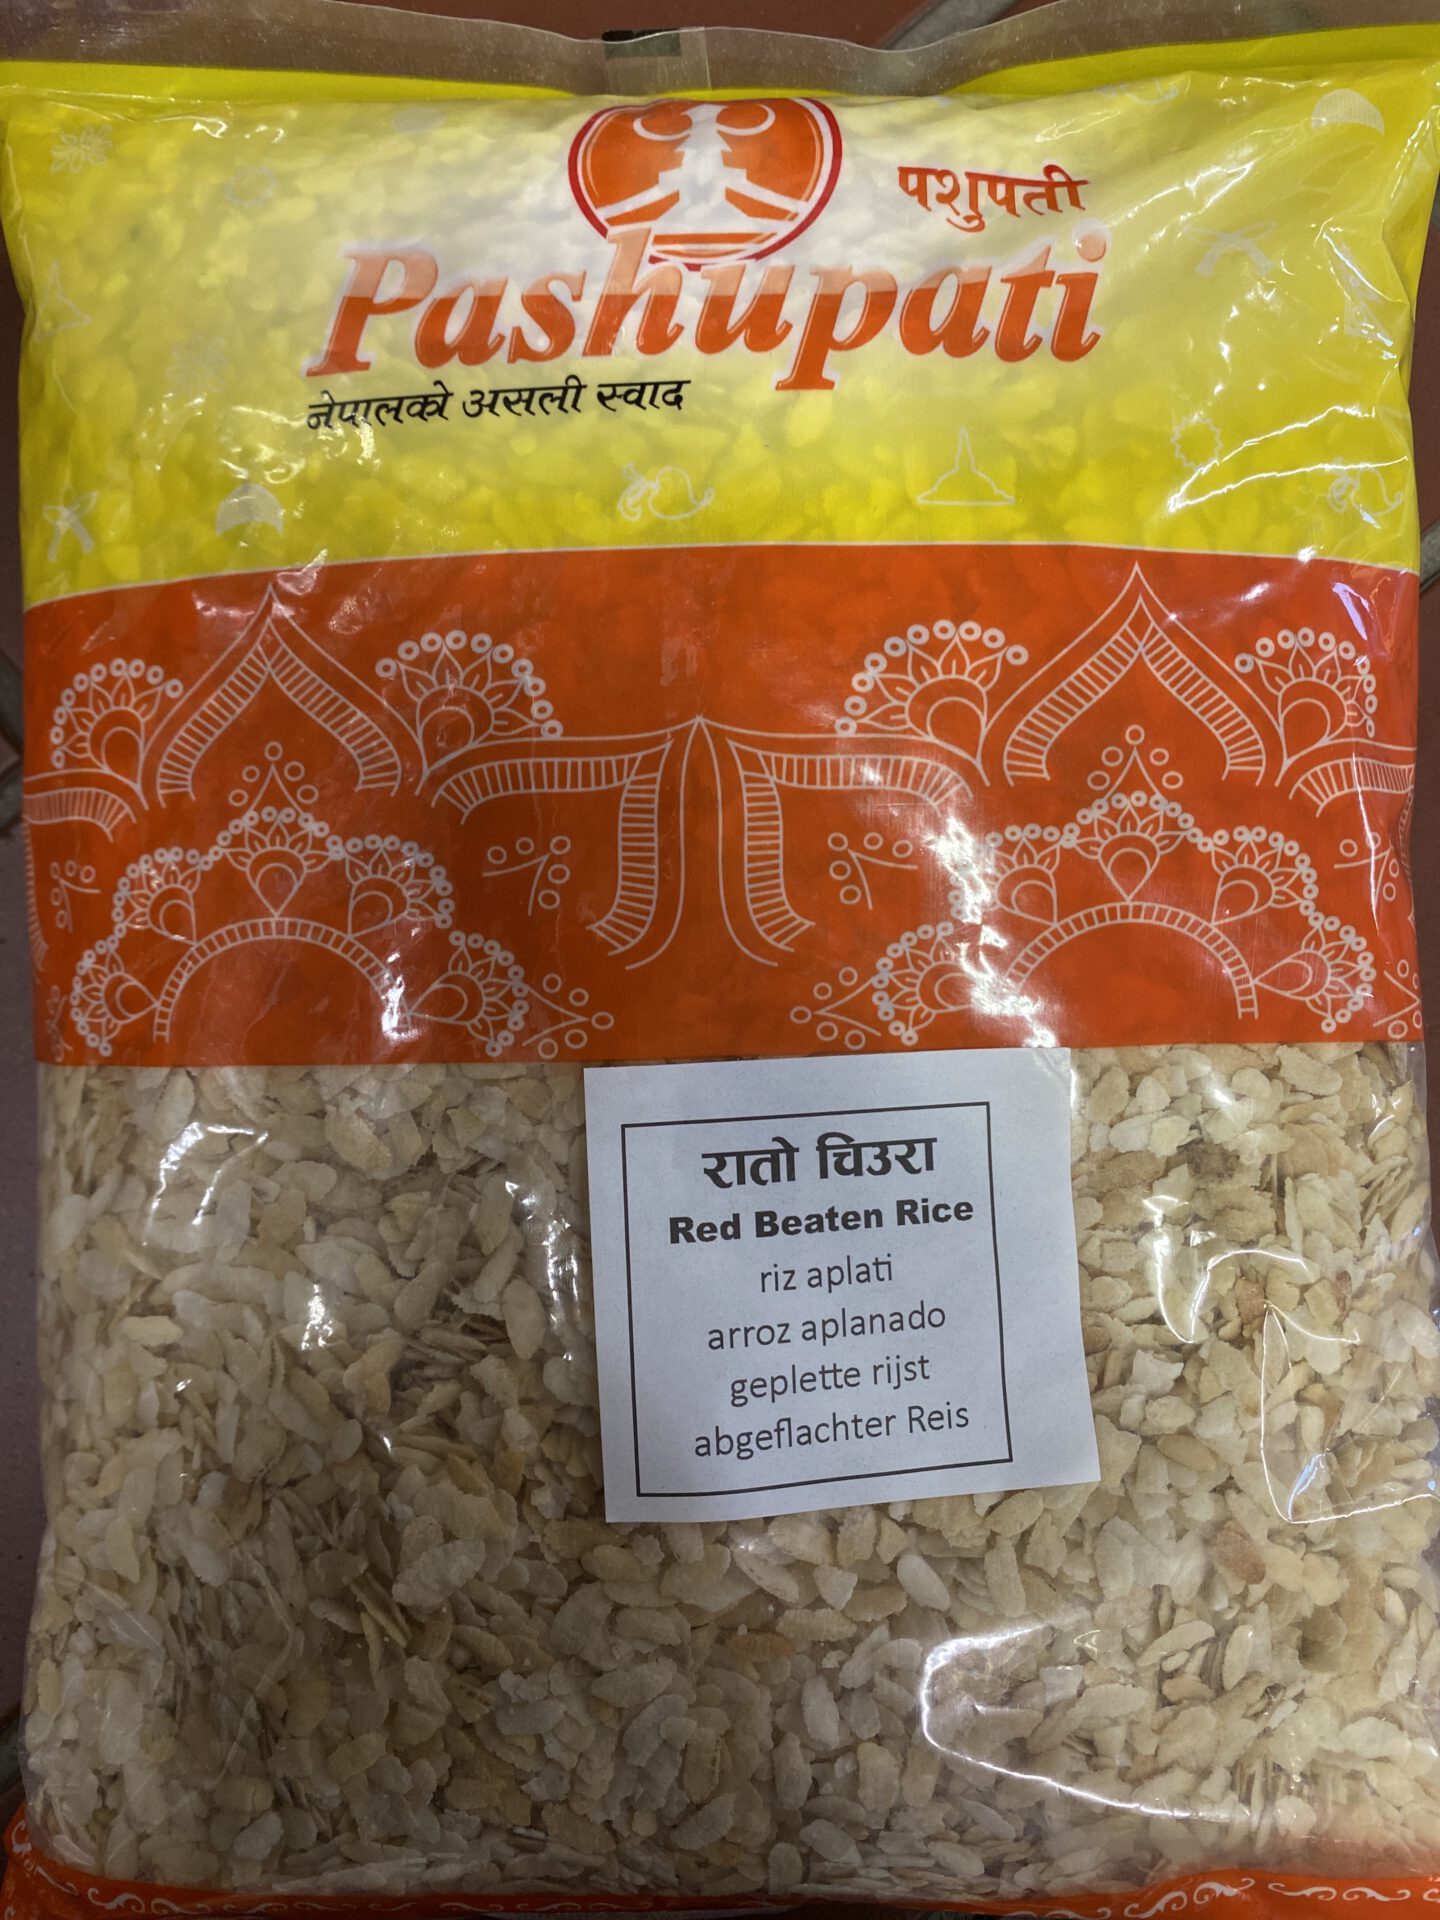 पशुपती
Pashupati
नेपालको असली स्वाद
रातो चिउरा
Red Beaten Rice
riz aplati
arroz aplanado
geplette rijst
abgeflachter Reis